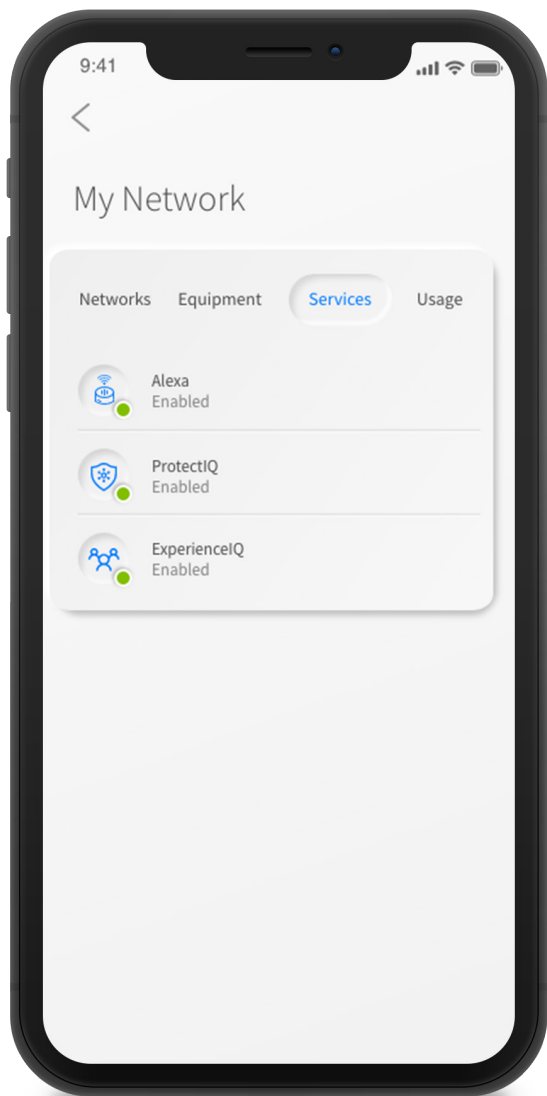 9:41
My Network
Networks Equipment Services Usage
Alexa
Enabled
ProtectIQ
Enabled
ExperienceIQ
Enabled